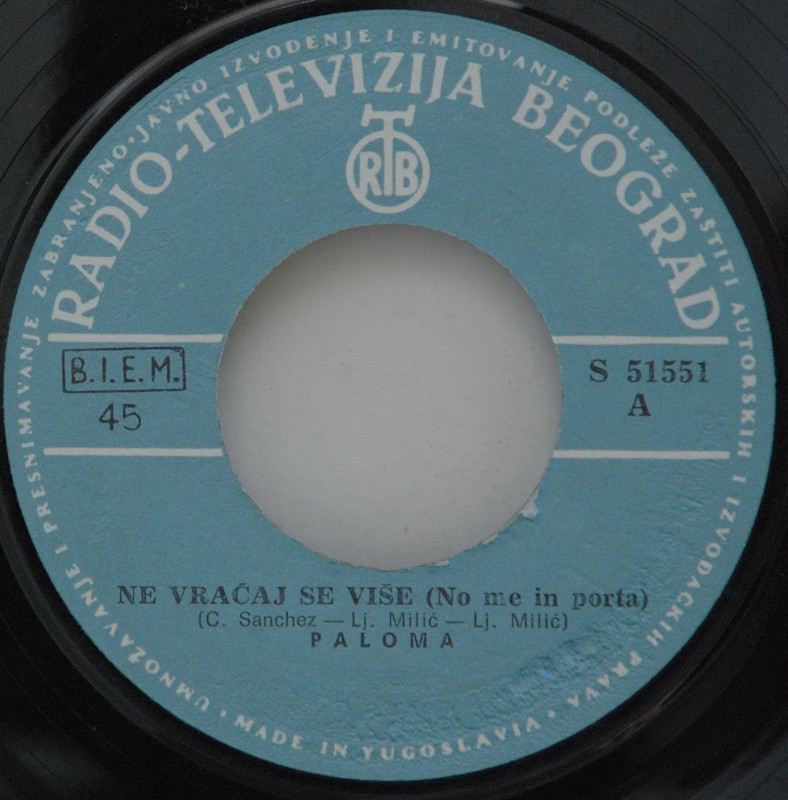 UMNOŽAVANJE I PRESNIMAVANJE ZABRANJENO • JAVNO IZVOĐENJE I EMITOVANJE PODLEŽE ZAŠTITI AUTORSKIH I IZVOĐAČKIH PRAVA • MADE IN YUGOSLAVIA •
RADIO-TELEVIZIJA BEOGRAD
RTB
B.I.E.M.
45
S 51551
A
NE VRAĆAJ SE VIŠE (No me in porta)
(C. Sanchez — Lj. Milić — Lj. Milić)
PALOMA